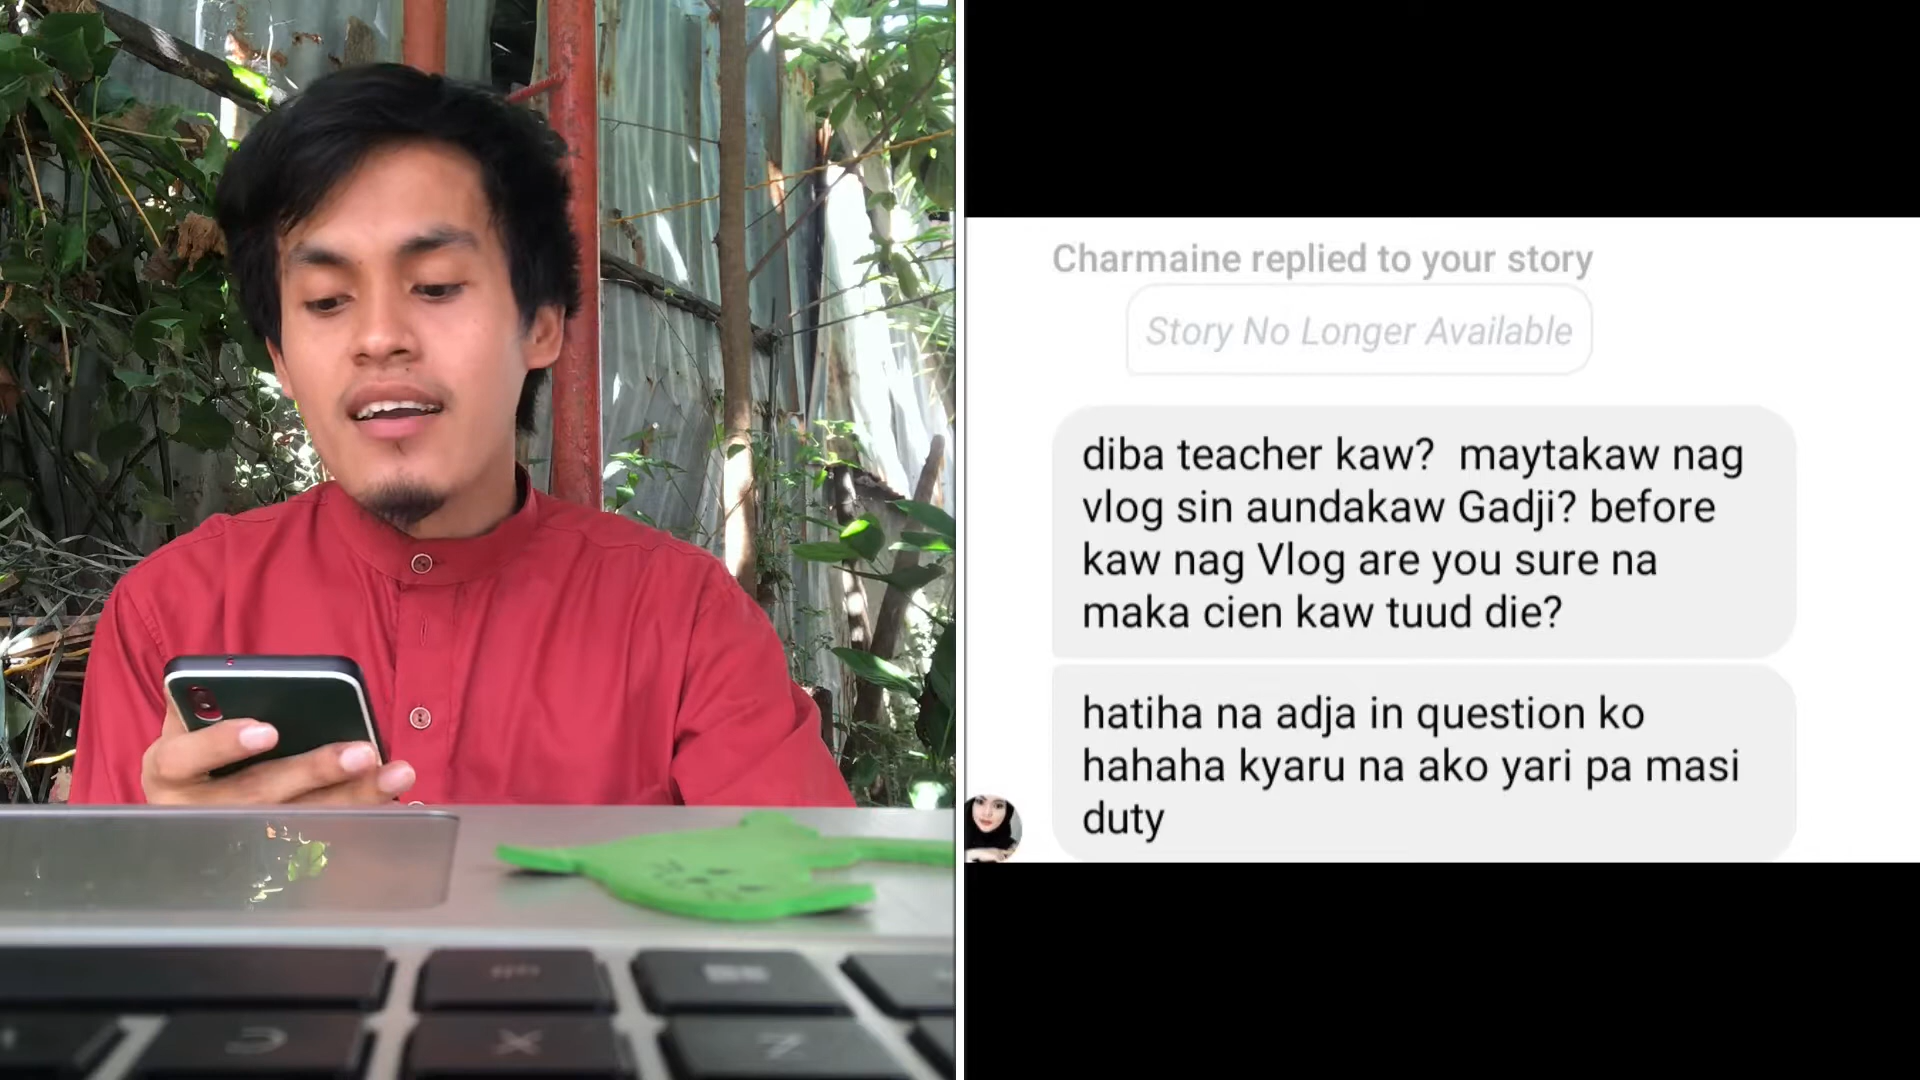 Charmaine replied to your story
Story No Longer Available
diba teacher kaw? maytakaw nag
vlog sin aundakaw Gadji? before
kaw nag Vlog are you sure na
maka cien kaw tuud die?
hatiha na adja in question ko
hahaha kyaru na ako yari pa masi
duty